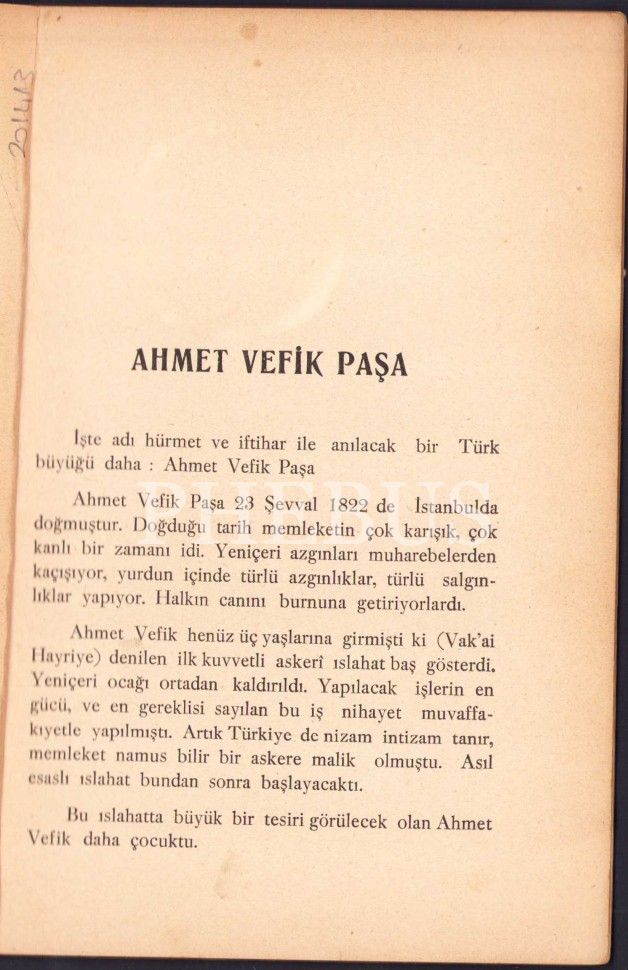 201413
AHMET VEFİK PAŞA
İşte adı hürmet ve iftihar ile anılacak bir Türk
büyüğü daha : Ahmet Vefik Paşa
Ahmet Vefik Paşa 23 Şevval 1822 de İstanbulda
doğmuştur. Doğduğu tarih memleketin çok karışık, çok
kanlı bir zamanı idi. Yeniçeri azgınları muharebelerden
kaçışıyor, yurdun içinde türlü azgınlıklar, türlü salgın-
lıklar yapıyor. Halkın canını burnuna getiriyorlardı.
Ahmet Vefik henüz üç yaşlarına girmişti ki (Vak'ai
Hayriye) denilen ilk kuvvetli askerî ıslahat baş gösterdi.
Yeniçeri ocağı ortadan kaldırıldı. Yapılacak işlerin en
gücü, ve en gereklisi sayılan bu iş nihayet muvaffa-
kıyetle yapılmıştı. Artık Türkiye de nizam intizam tanır,
memleket namus bilir bir askere malik olmuştu. Asıl
esaslı ıslahat bundan sonra başlayacaktı.
Bu ıslahatta büyük bir tesiri görülecek olan Ahmet
Vefik daha çocuktu.
PHEBUS